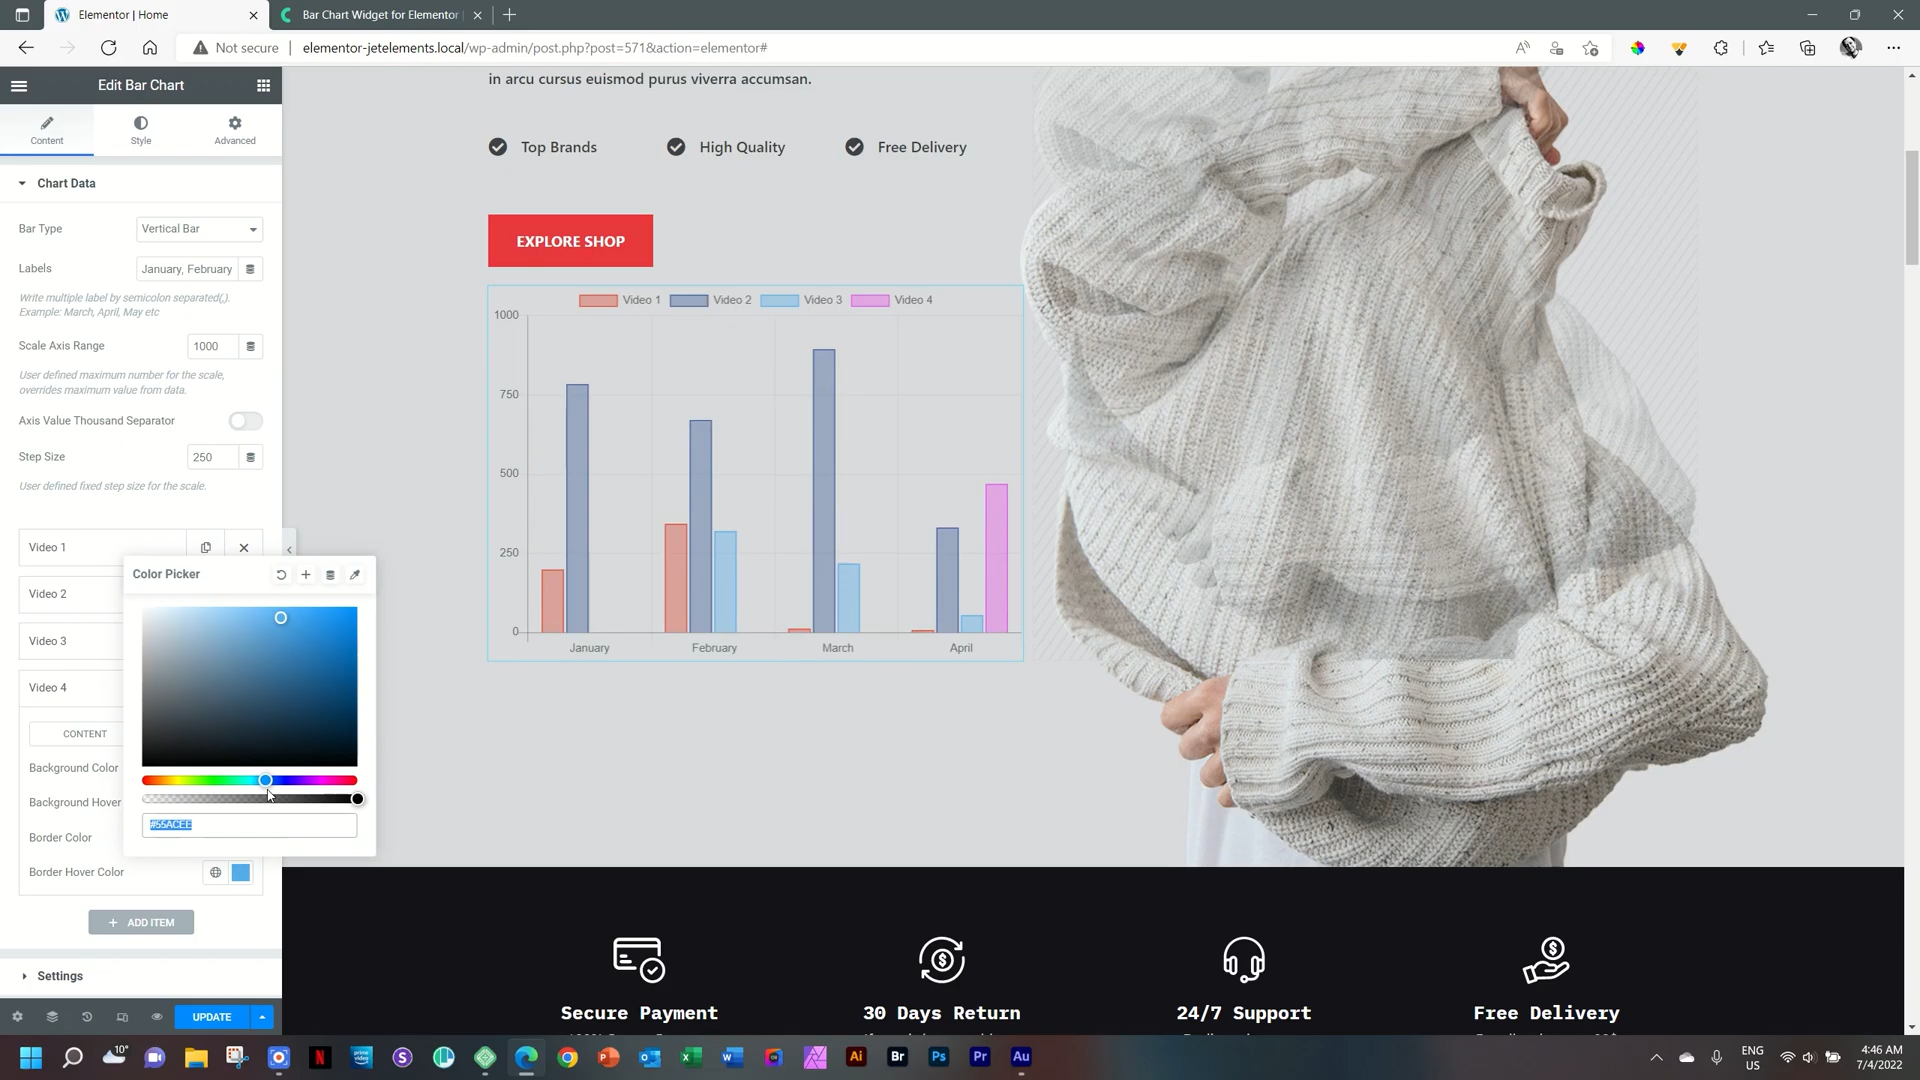 Elementor | Home
Bar Chart Widget for Elementor
Not secure
elementor-jetelements.local/wp-admin/post.php?post=571&action=elementor#
Edit Bar Chart
Content
Style
Advanced
Chart Data
Bar Type
Vertical Bar
Labels
January, February
Write multiple label by semicolon separated(,).
Example: March, April, May etc
Scale Axis Range
1000
User defined maximum number for the scale,
overrides maximum value from data.
Axis Value Thousand Separator
Step Size
250
User defined fixed step size for the scale.
Video 1
Video 2
Video 3
Video 4
CONTENT
Background Color
Background Hover
Border Color
Border Hover Color
Color Picker
#55ACEE
ADD ITEM
Settings
UPDATE
in arcu cursus euismod purus viverra accumsan.
Top Brands
High Quality
Free Delivery
EXPLORE SHOP
Video 1
Video 2
Video 3
Video 4
1000
750
500
250
0
January
February
March
April
Secure Payment
30 Days Return
24/7 Support
Free Delivery
10°
N
prime video
S
Ai
Br
Ps
Pr
Au
ENG
US
4:46 AM
7/4/2022